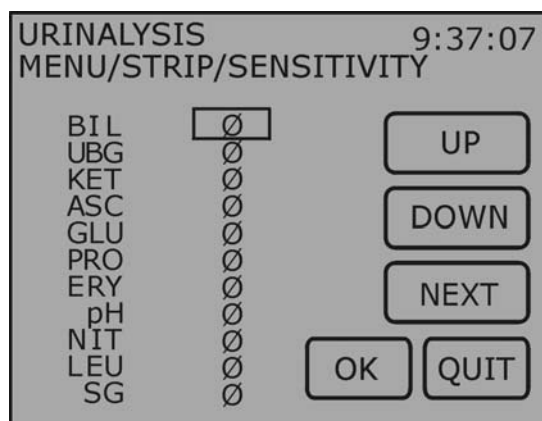 URINALYSIS 9:37:07
MENU/STRIP/SENSITIVITY
BIL Ø
UBG Ø
KET Ø
ASC Ø
GLU Ø
PRO Ø
ERY Ø
pH Ø
NIT Ø
LEU Ø
SG Ø
UP
DOWN
NEXT
OK QUIT